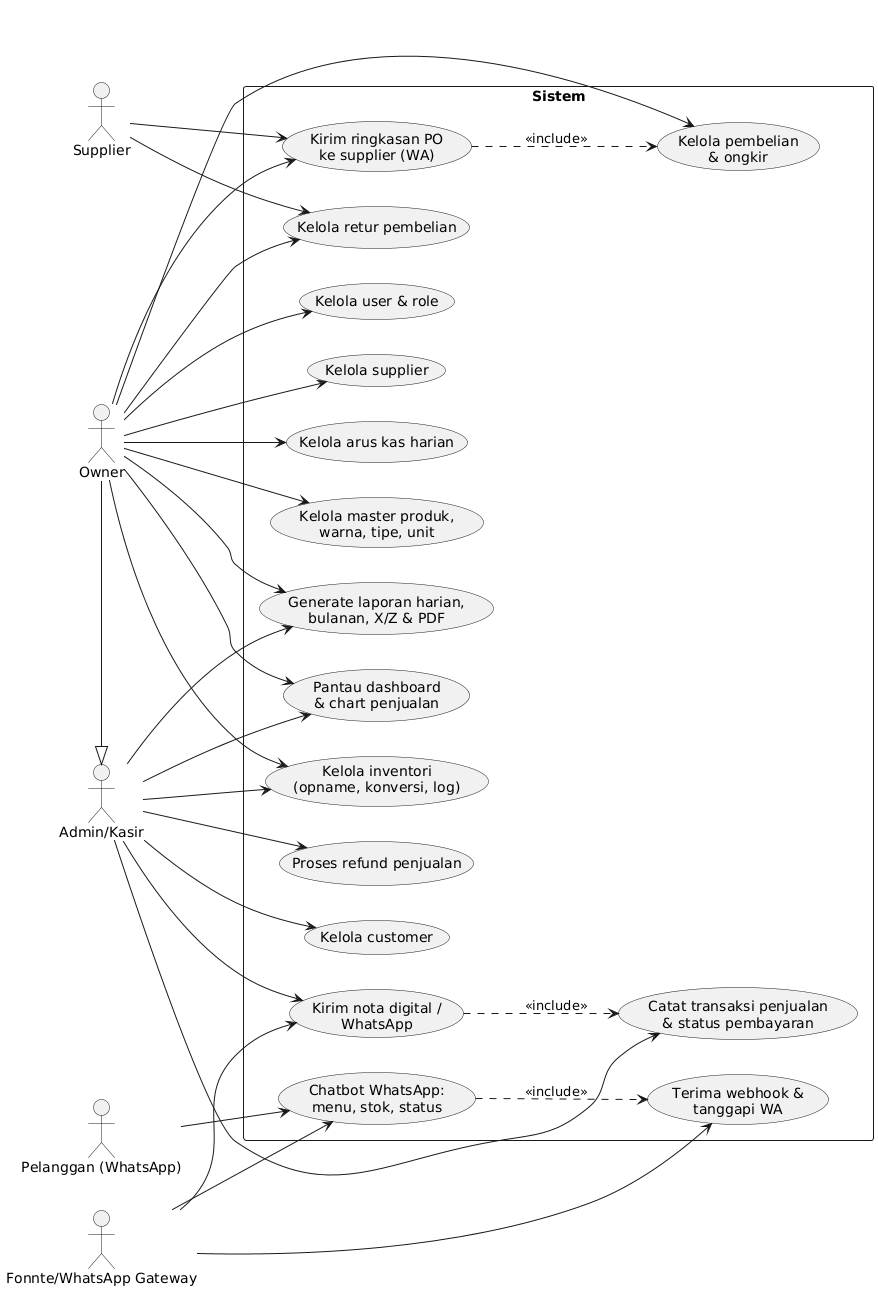 Sistem
Supplier
Kirim ringkasan PO
ke supplier (WA)
«include»
Kelola pembelian
& ongkir
Kelola retur pembelian
Kelola user & role
Kelola supplier
Owner
Kelola arus kas harian
Kelola master produk,
warna, tipe, unit
Generate laporan harian,
bulanan, X/Z & PDF
Pantau dashboard
& chart penjualan
Kelola inventori
(opname, konversi, log)
Admin/Kasir
Proses refund penjualan
Kelola customer
Kirim nota digital /
WhatsApp
«include»
Catat transaksi penjualan
& status pembayaran
Chatbot WhatsApp:
menu, stok, status
«include»
Terima webhook &
tanggapi WA
Pelanggan (WhatsApp)
Fonnte/WhatsApp Gateway